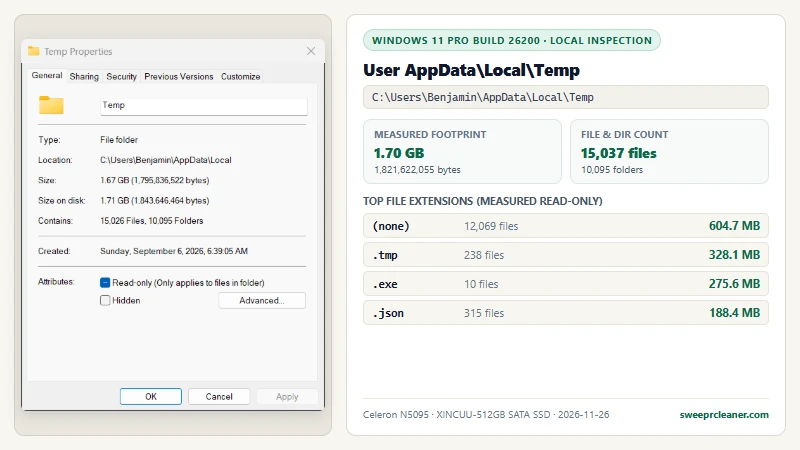 Temp Properties
General Sharing Security Previous Versions Customize
Temp
Type: File folder
Location: C:\Users\Benjamin\AppData\Local
Size: 1.67 GB (1,795,836,522 bytes)
Size on disk: 1.71 GB (1.843,646,464 bytes)
Contains: 15,026 Files, 10,095 Folders
Created: Sunday, September 6, 2026, 6:39:05 AM
Attributes: Read-only (Only applies to files in folder)
Hidden
Advanced...
OK Cancel Apply
WINDOWS 11 PRO BUILD 26200 · LOCAL INSPECTION
User AppData\Local\Temp
C:\Users\Benjamin\AppData\Local\Temp
MEASURED FOOTPRINT
1.70 GB
1,821,622,055 bytes
FILE & DIR COUNT
15,037 files
10,095 folders
TOP FILE EXTENSIONS (MEASURED READ-ONLY)
(none) 12,069 files 604.7 MB
.tmp 238 files 328.1 MB
.exe 10 files 275.6 MB
.json 315 files 188.4 MB
Celeron N5095 · XINCUU-512GB SATA SSD · 2026-11-26
sweeprcleaner.com